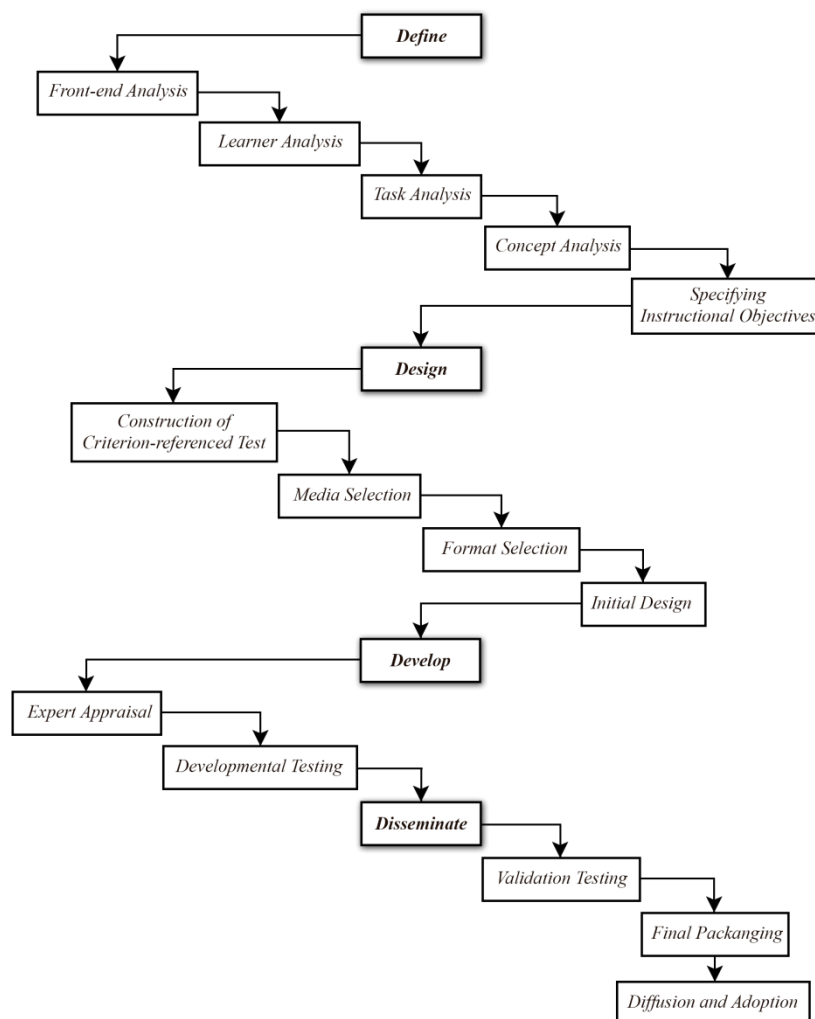 Define
Front-end Analysis
Learner Analysis
Task Analysis
Concept Analysis
Specifying
Instructional Objectives
Design
Construction of
Criterion-referenced Test
Media Selection
Format Selection
Initial Design
Develop
Expert Appraisal
Developmental Testing
Disseminate
Validation Testing
Final Packanging
Diffusion and Adoption